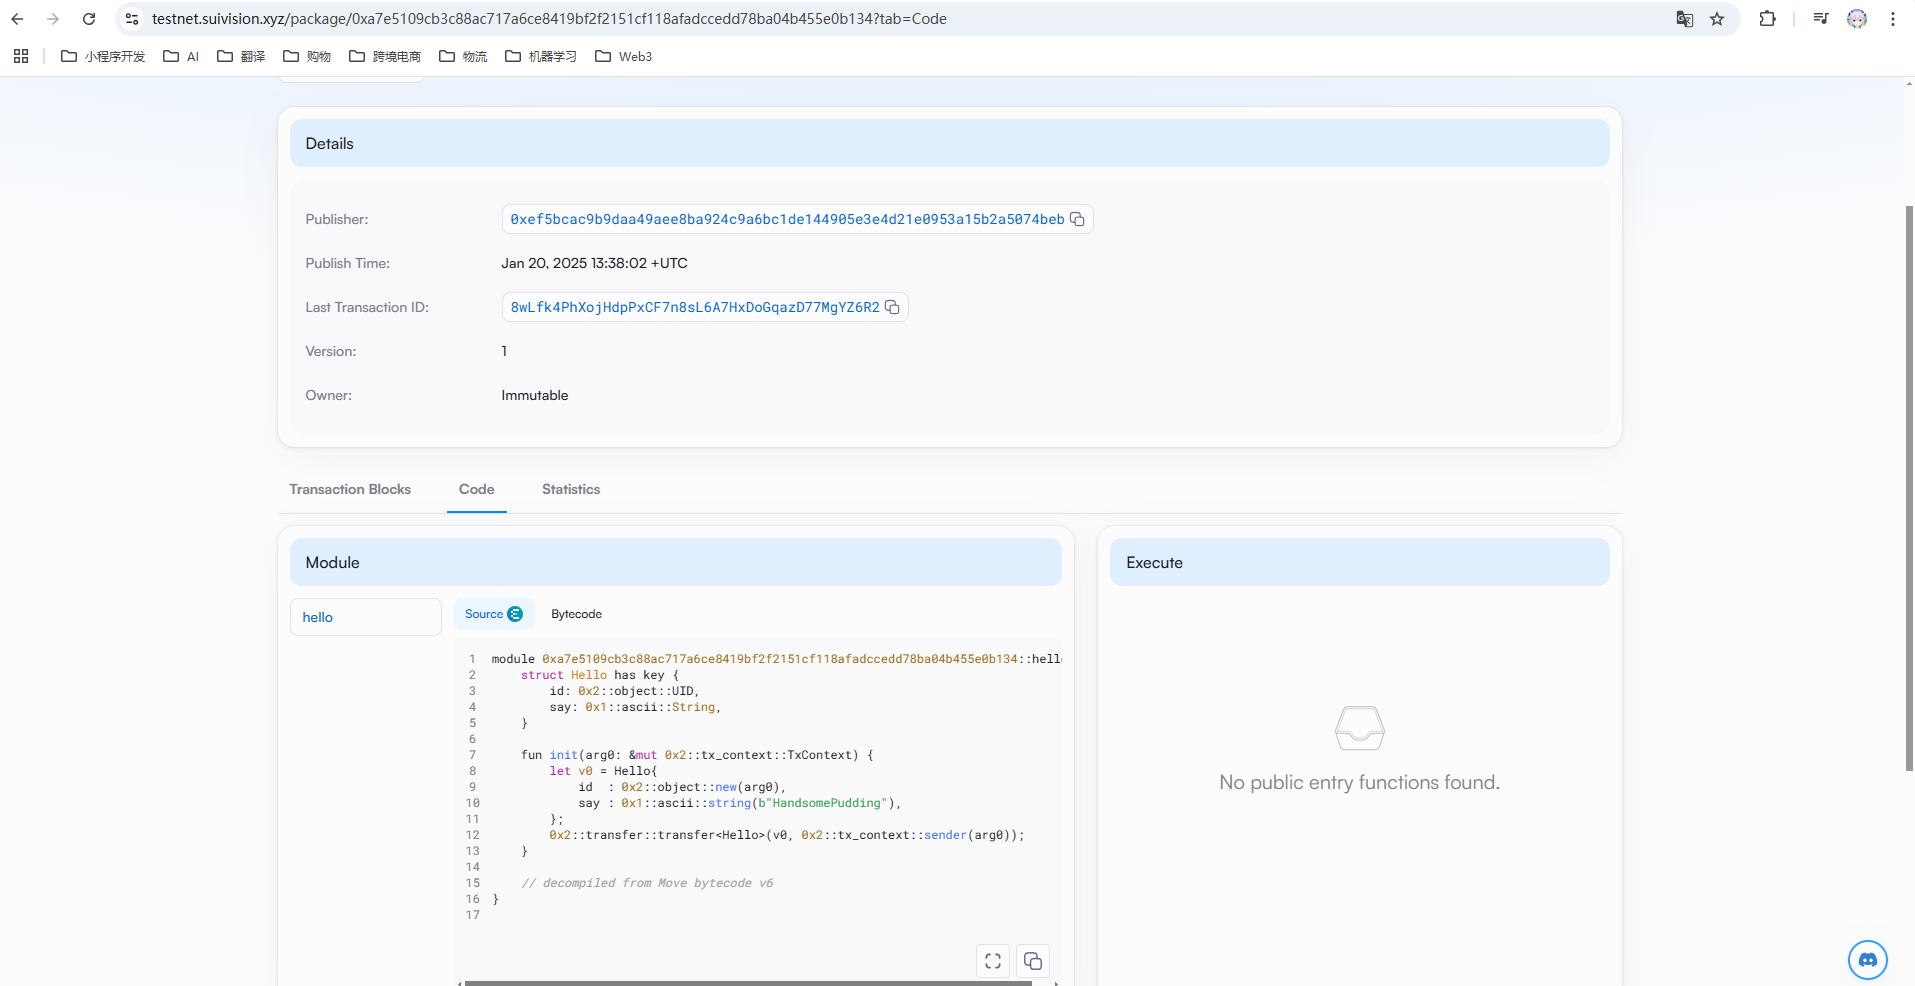 testnet.suivision.xyz/package/0xa7e5109cb3c88ac717a6ce8419bf2f2151cf118afadccedd78ba04b455e0b134?tab=Code
小程序开发 AI 翻译 购物 跨境电商 物流 机器学习 Web3
Details
Publisher: 0xef5bcac9b9daa49aee8ba924c9a6bc1de144905e3e4d21e0953a15b2a5074beb
Publish Time: Jan 20, 2025 13:38:02 +UTC
Last Transaction ID: 8wLfk4PhXojHdpPxCF7n8sL6A7HxDoGqazD77MgYZ6R2
Version: 1
Owner: Immutable
Transaction Blocks Code Statistics
Module
hello
Source Bytecode
1 module 0xa7e5109cb3c88ac717a6ce8419bf2f2151cf118afadccedd78ba04b455e0b134::hell
2 struct Hello has key {
3 id: 0x2::object::UID,
4 say: 0x1::ascii::String,
5 }
6
7 fun init(arg0: &mut 0x2::tx_context::TxContext) {
8 let v0 = Hello{
9 id  : 0x2::object::new(arg0),
10 say : 0x1::ascii::string(b"HandsomePudding"),
11 };
12 0x2::transfer::transfer<Hello>(v0, 0x2::tx_context::sender(arg0));
13 }
14
15 // decompiled from Move bytecode v6
16 }
17
Execute
No public entry functions found.